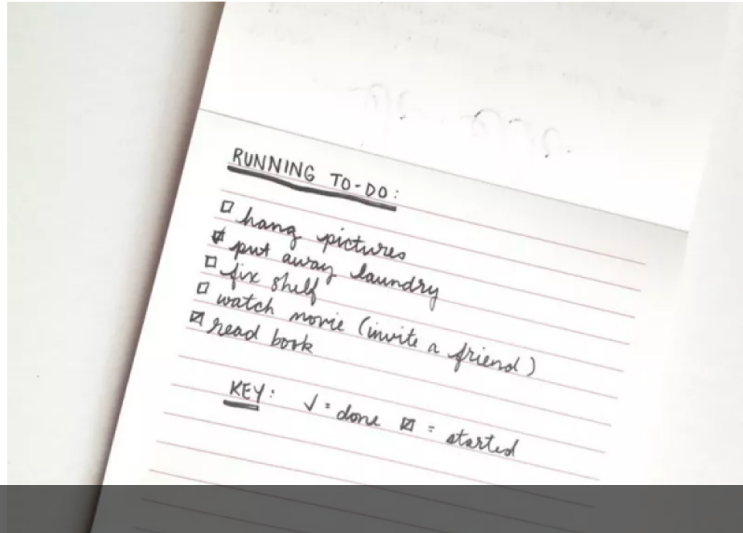 RUNNING TO-DO:
☐ hang pictures
☑ put away laundry
☐ fix shelf
☐ watch movie (invite a friend)
⍁ read book
KEY: ✓ = done ⍁ = started